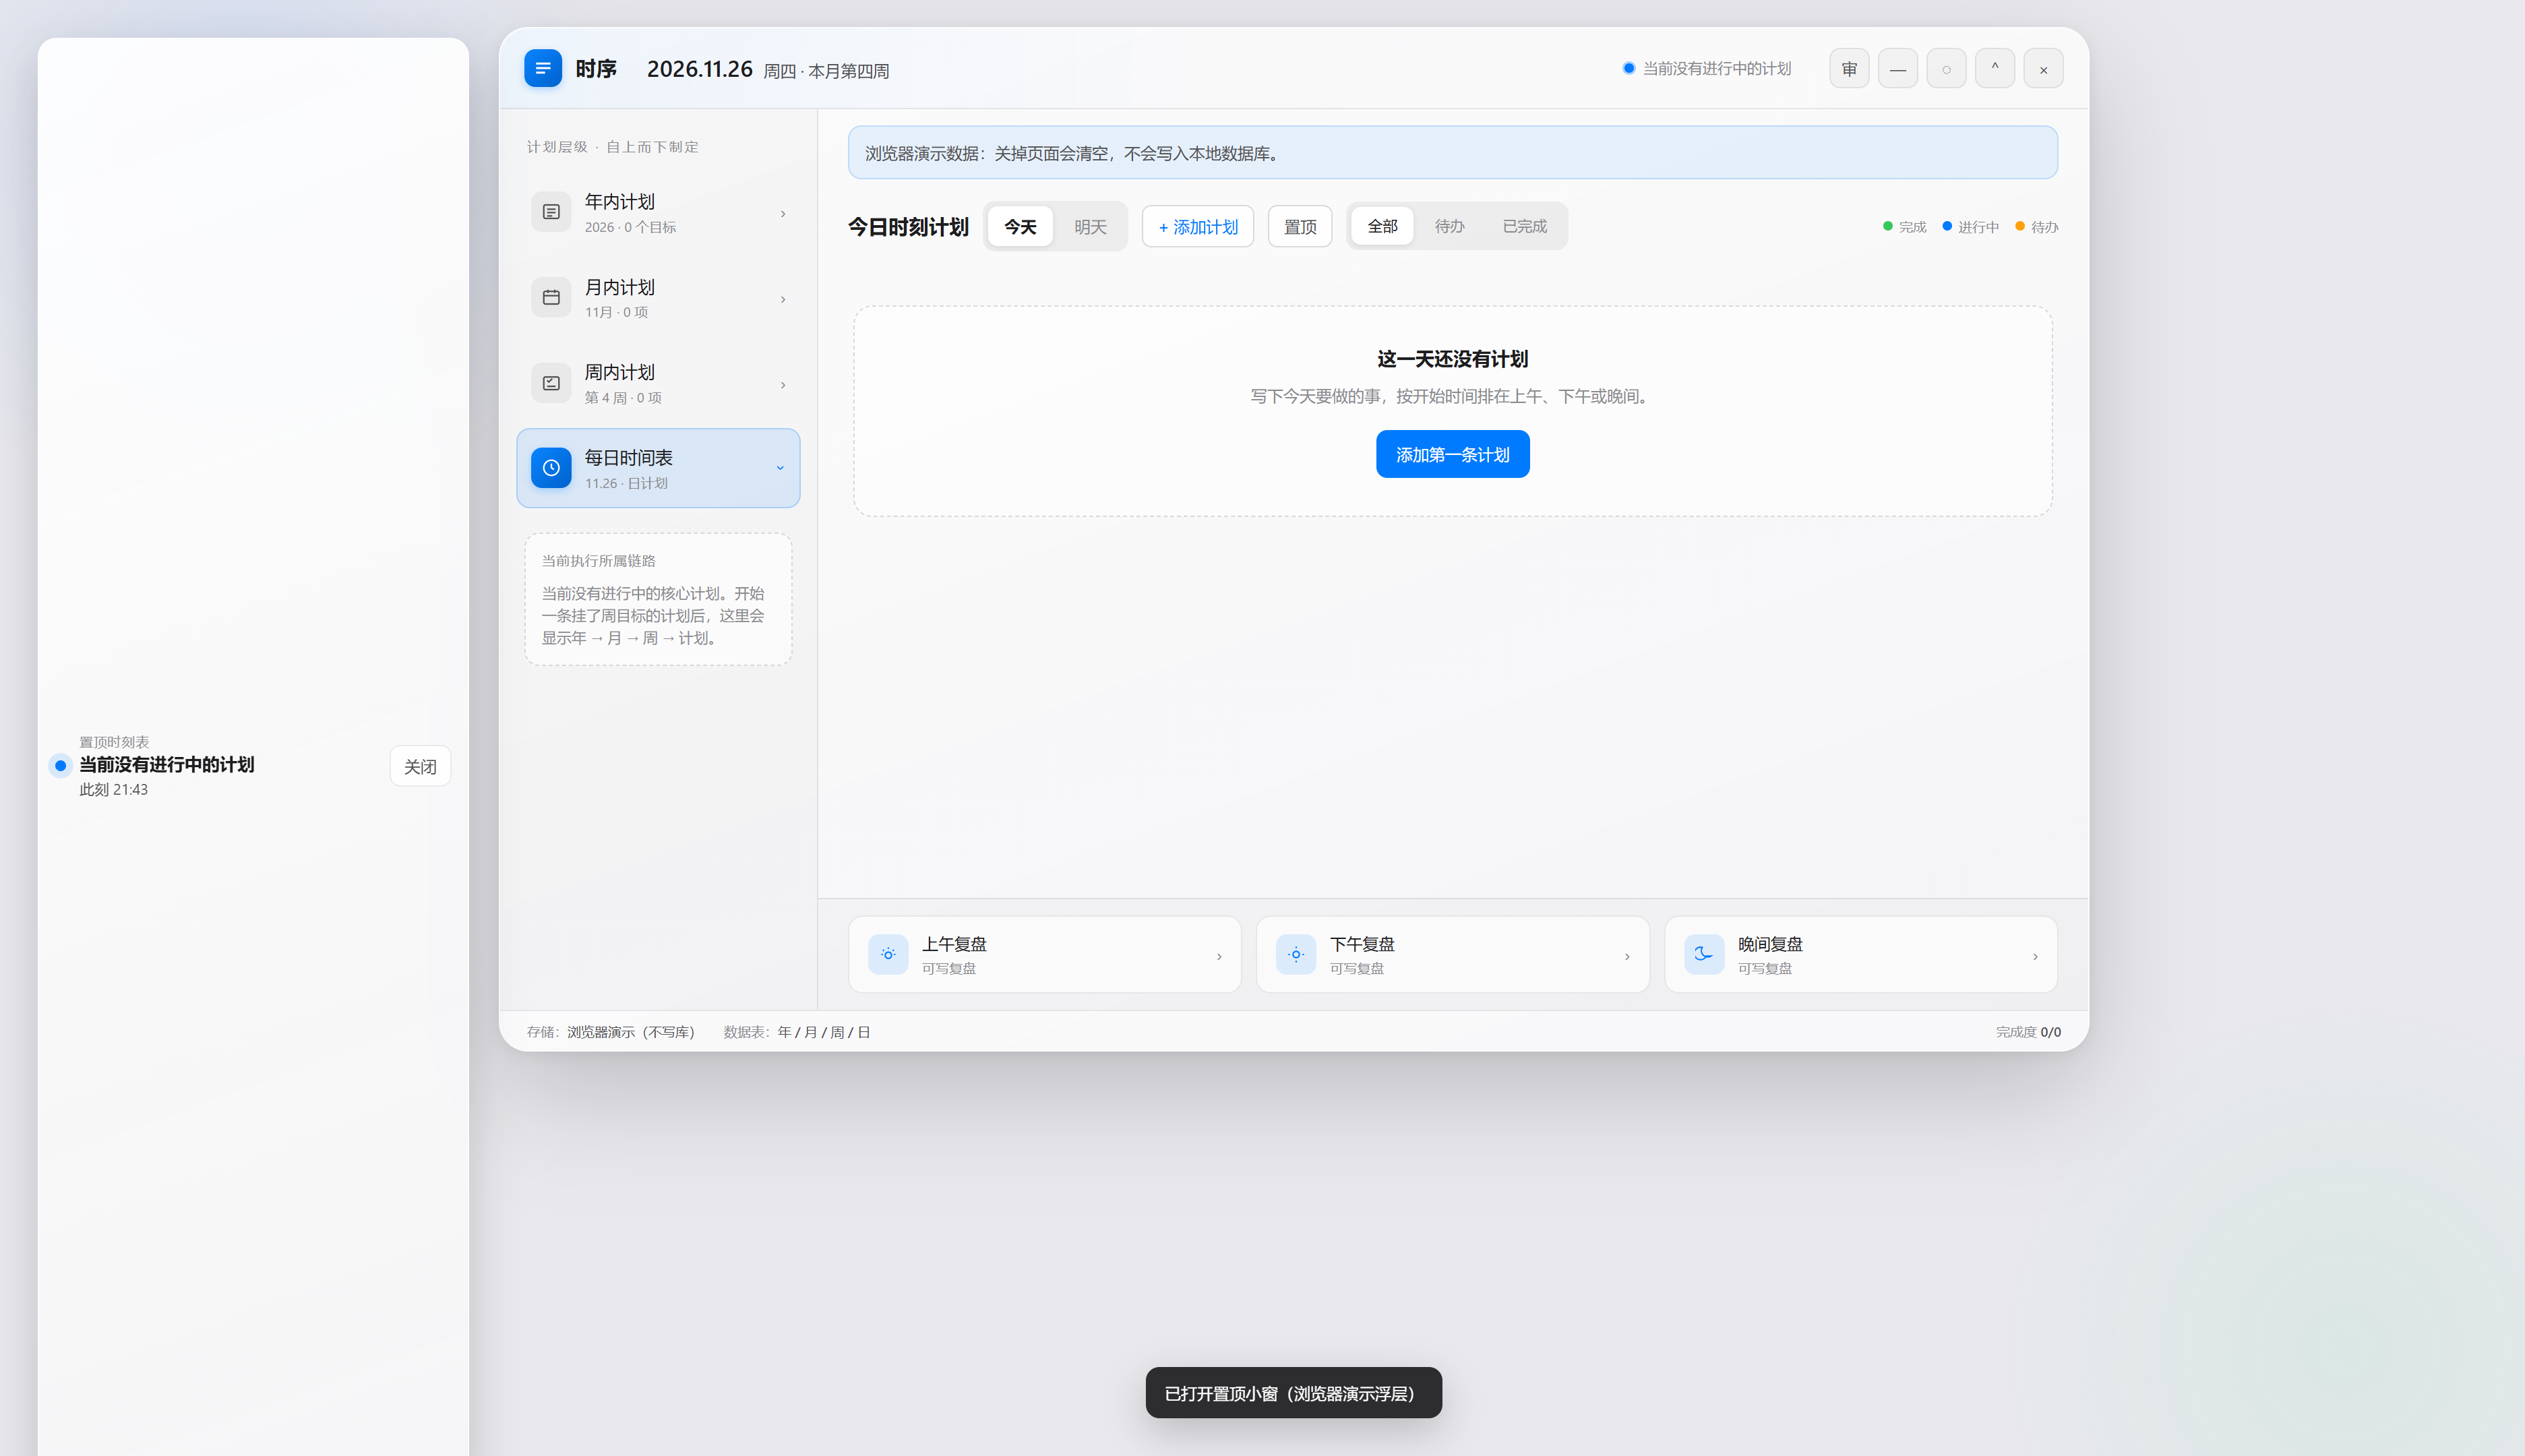 置顶时刻表
当前没有进行中的计划
此刻 21:43
关闭
时序
2026.11.26 周四 · 本月第四周
当前没有进行中的计划
审
—
○
^
×
计划层级 · 自上而下制定
年内计划
2026 · 0 个目标
月内计划
11月 · 0 项
周内计划
第 4 周 · 0 项
每日时间表
11.26 · 日计划
当前执行所属链路
当前没有进行中的核心计划。开始
一条挂了周目标的计划后，这里会
显示年 → 月 → 周 → 计划。
浏览器演示数据：关掉页面会清空，不会写入本地数据库。
今日时刻计划
今天
明天
+ 添加计划
置顶
全部
待办
已完成
完成
进行中
待办
这一天还没有计划
写下今天要做的事，按开始时间排在上午、下午或晚间。
添加第一条计划
上午复盘
可写复盘
下午复盘
可写复盘
晚间复盘
可写复盘
存储：浏览器演示（不写库）
数据表：年 / 月 / 周 / 日
完成度 0/0
已打开置顶小窗（浏览器演示浮层）